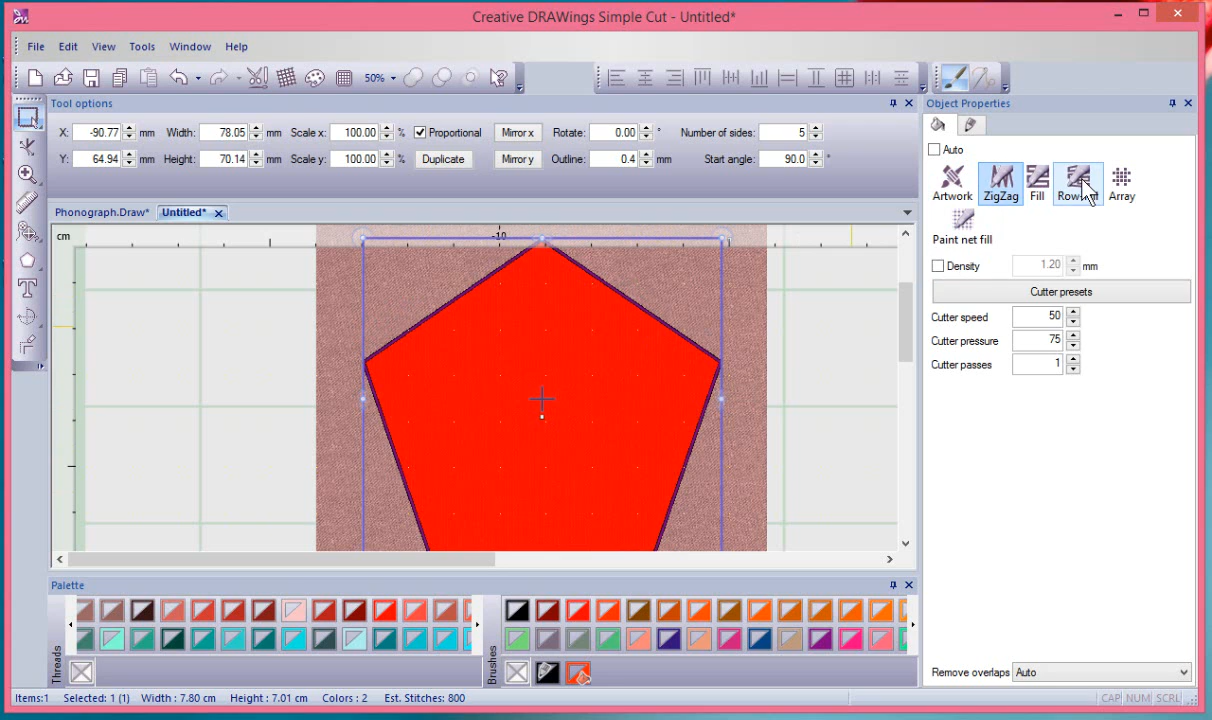 Creative DRAWings Simple Cut - Untitled*
File Edit View Tools Window Help
50%
Tool options
X: -90.77 mm Width: 78.05 mm Scale x: 100.00 % Proportional Mirror x Rotate: 0.00 ° Number of sides: 5
Y: 64.94 mm Height: 70.14 mm Scale y: 100.00 % Duplicate Mirror y Outline: 0.4 mm Start angle: 90.0 °
Phonograph.Draw* Untitled*
cm
-10
Object Properties
Auto
Artwork ZigZag Fill Array
Paint net fill
Density 1.20 mm
Cutter presets
Cutter speed 50
Cutter pressure 75
Cutter passes 1
Remove overlaps Auto
Palette
Threads
Brushes
Items:1 Selected: 1 (1) Width : 7.80 cm Height : 7.01 cm Colors : 2 Est. Stitches: 800
CAP NUM SCRL